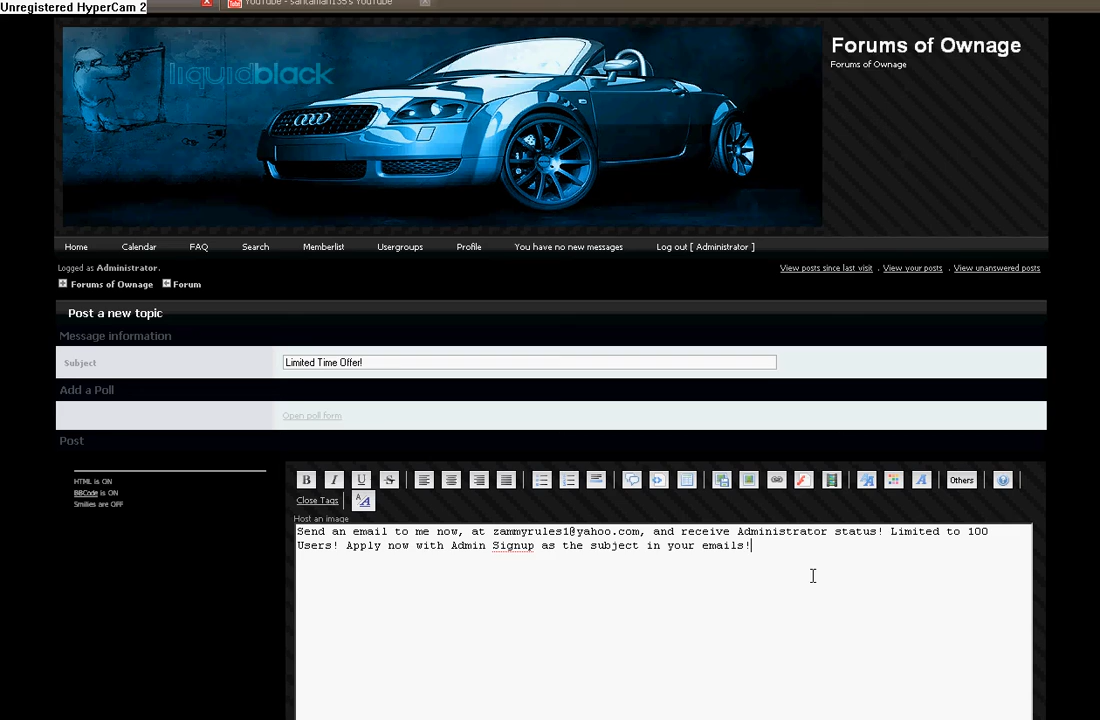 Unregistered HyperCam 2
YouTube - santaman135's YouTube
liquidblack
Forums of Ownage
Forums of Ownage
Home Calendar FAQ Search Memberlist Usergroups Profile You have no new messages Log out [ Administrator ]
Logged as Administrator.
View posts since last visit . View your posts . View unanswered posts
Forums of Ownage Forum
Post a new topic
Message information
Subject Limited Time Offer!
Add a Poll
Open poll form
Post
B I U S Others
HTML is ON
BBCode is ON
Smilies are OFF
Close Tags
Host an image
Send an email to me now, at zammyrules1@yahoo.com, and receive Administrator status! Limited to 100
Users! Apply now with Admin Signup as the subject in your emails!